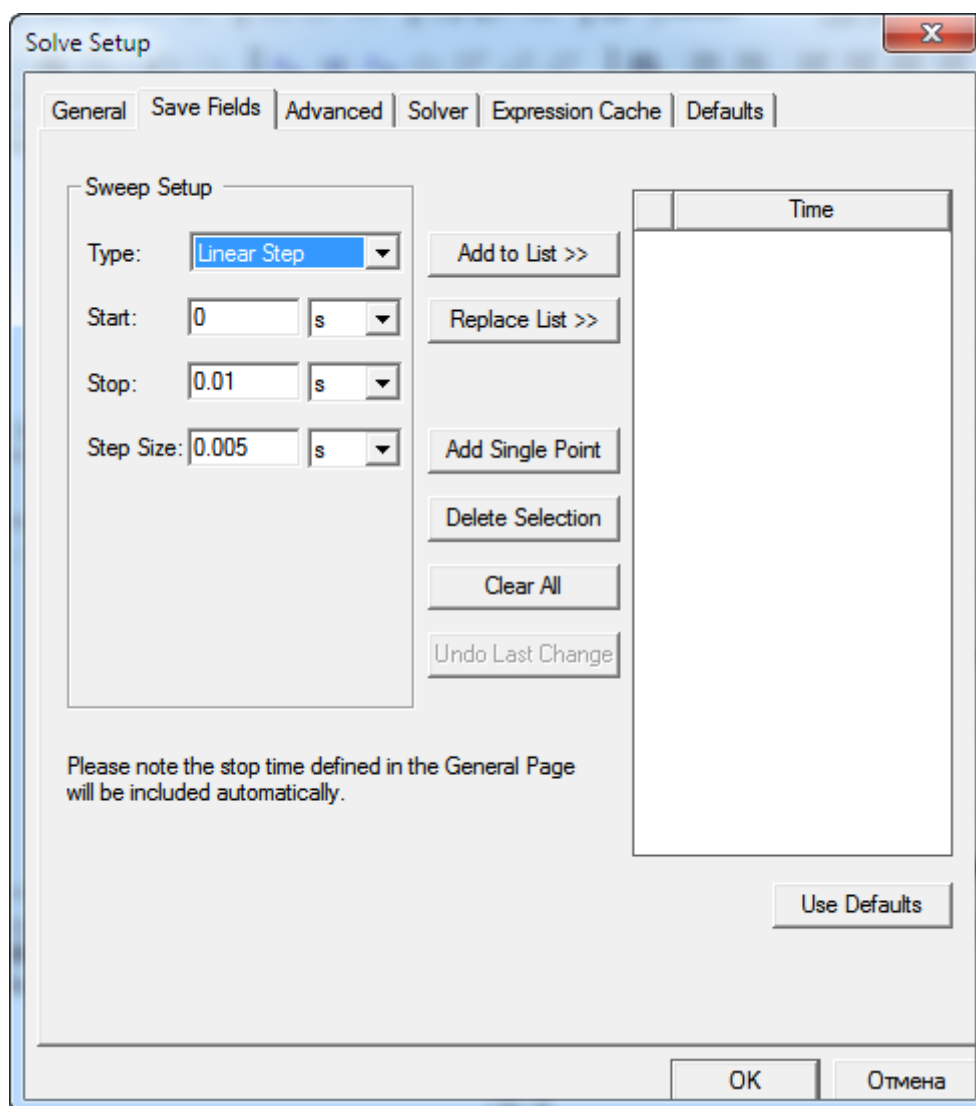 Solve Setup
General Save Fields Advanced Solver Expression Cache Defaults
Sweep Setup
Time
Type: Linear Step Add to List >>
Start: 0 s Replace List >>
Stop: 0.01 s
Step Size: 0.005 s Add Single Point
Delete Selection
Clear All
Undo Last Change
Please note the stop time defined in the General Page
will be included automatically.
Use Defaults
OK Отмена